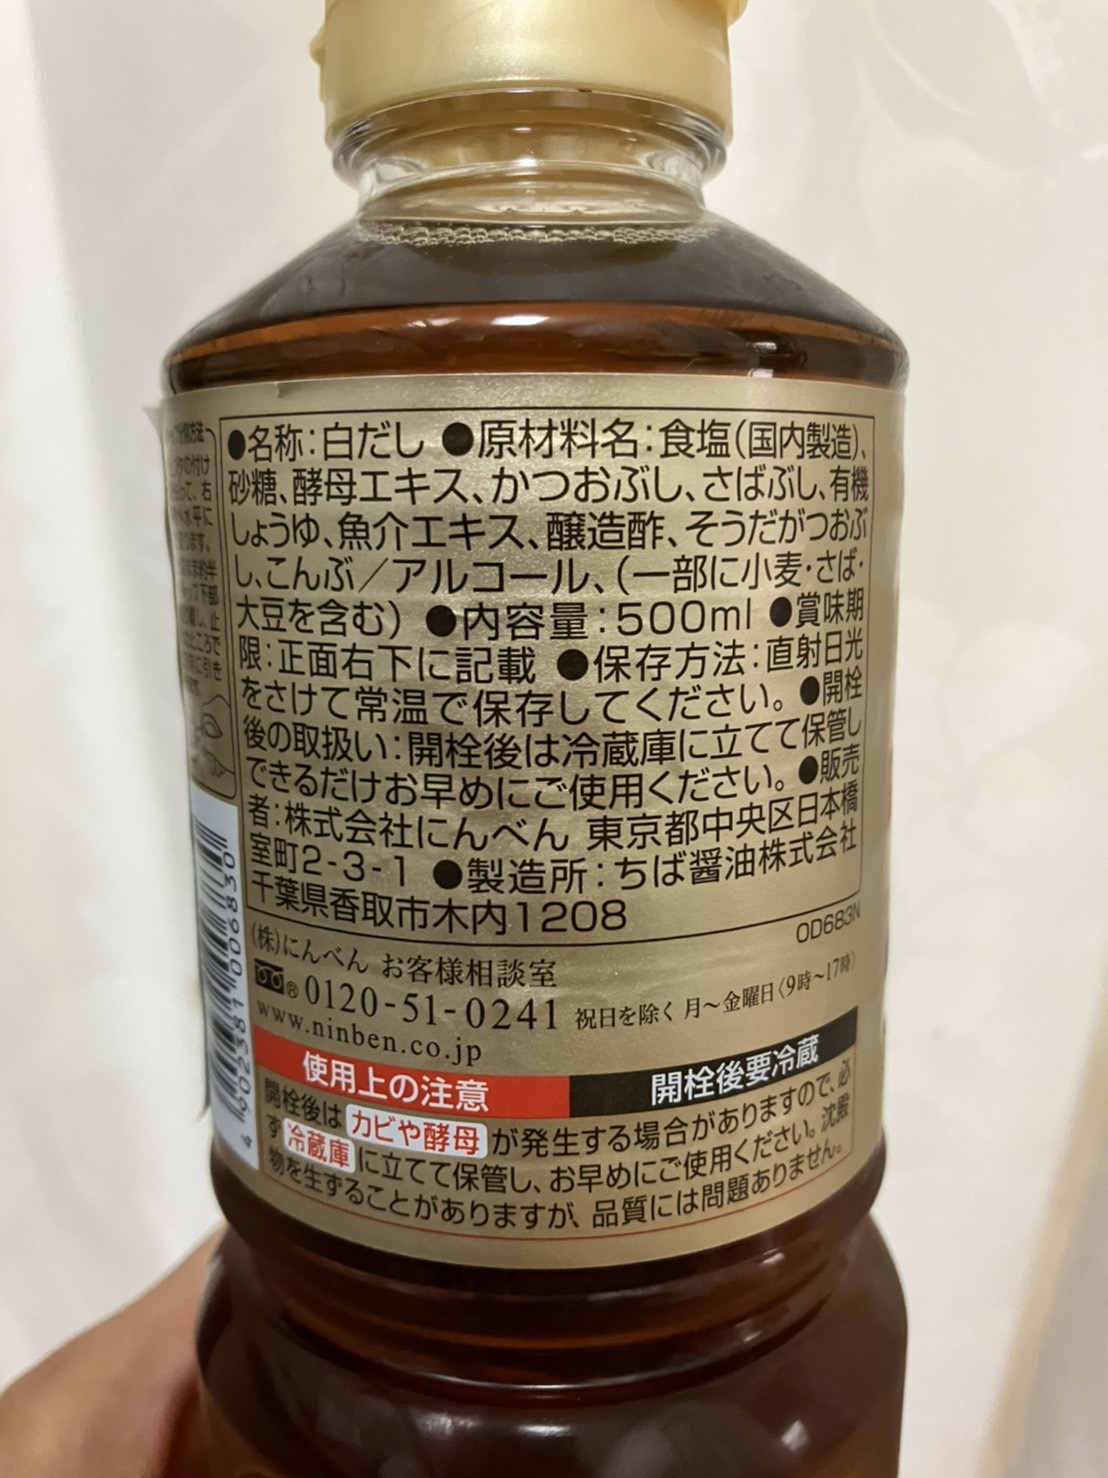 ●名称：白だし ●原材料名：食塩（国内製造）、
砂糖、酵母エキス、かつおぶし、さばぶし、有機
しょうゆ、魚介エキス、醸造酢、そうだがつおぶ
し、こんぶ／アルコール、（一部に小麦・さば・
大豆を含む） ●内容量：500ml ●賞味期
限：正面右下に記載 ●保存方法：直射日光
をさけて常温で保存してください。●開栓
後の取扱い：開栓後は冷蔵庫に立てて保管し
できるだけお早めにご使用ください。●販売
者：株式会社にんべん 東京都中央区日本橋
室町2-3-1 ●製造所：ちば醤油株式会社
千葉県香取市木内1208
OD683N
(株)にんべん お客様相談室
®0120-51-0241 祝日を除く 月〜金曜日〈9時〜17時〉
www.ninben.co.jp
使用上の注意 開栓後要冷蔵
開栓後はカビや酵母が発生する場合がありますので、必
ず冷蔵庫に立てて保管し、お早めにご使用ください。沈殿
物を生ずることがありますが、品質には問題ありません。
4 902381 006830